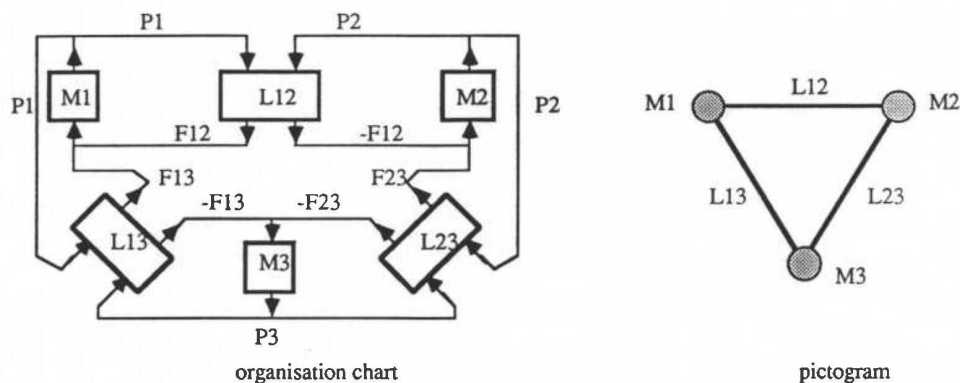 P1
P2
M1
L12
M2
P1
P2
F12
-F12
F13
F23
-F13
-F23
L13
L23
M3
P3
organisation chart
M1
L12
M2
L13
L23
M3
pictogram